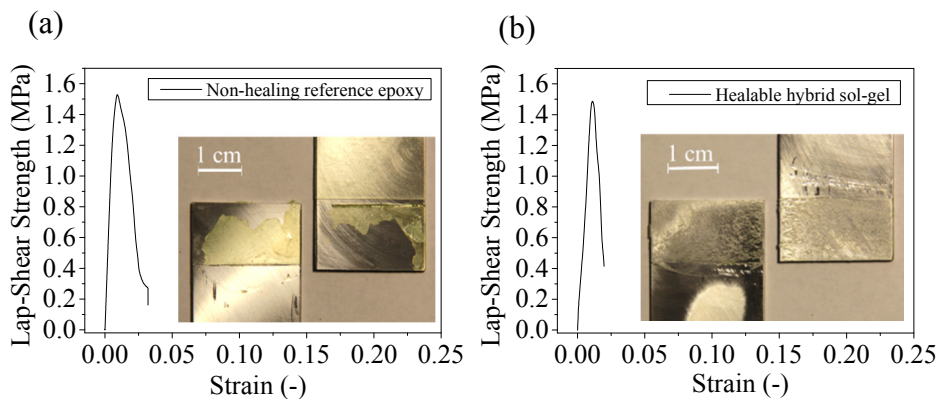 (a)
Lap-Shear Strength (MPa)
1.6
1.4
1.2
1.0
0.8
0.6
0.4
0.2
0.0
Non-healing reference epoxy
1 cm
0.00 0.05 0.10 0.15 0.20 0.25
Strain (-)
(b)
Lap-Shear Strength (MPa)
1.6
1.4
1.2
1.0
0.8
0.6
0.4
0.2
0.0
Healable hybrid sol-gel
1 cm
0.00 0.05 0.10 0.15 0.20 0.25
Strain (-)